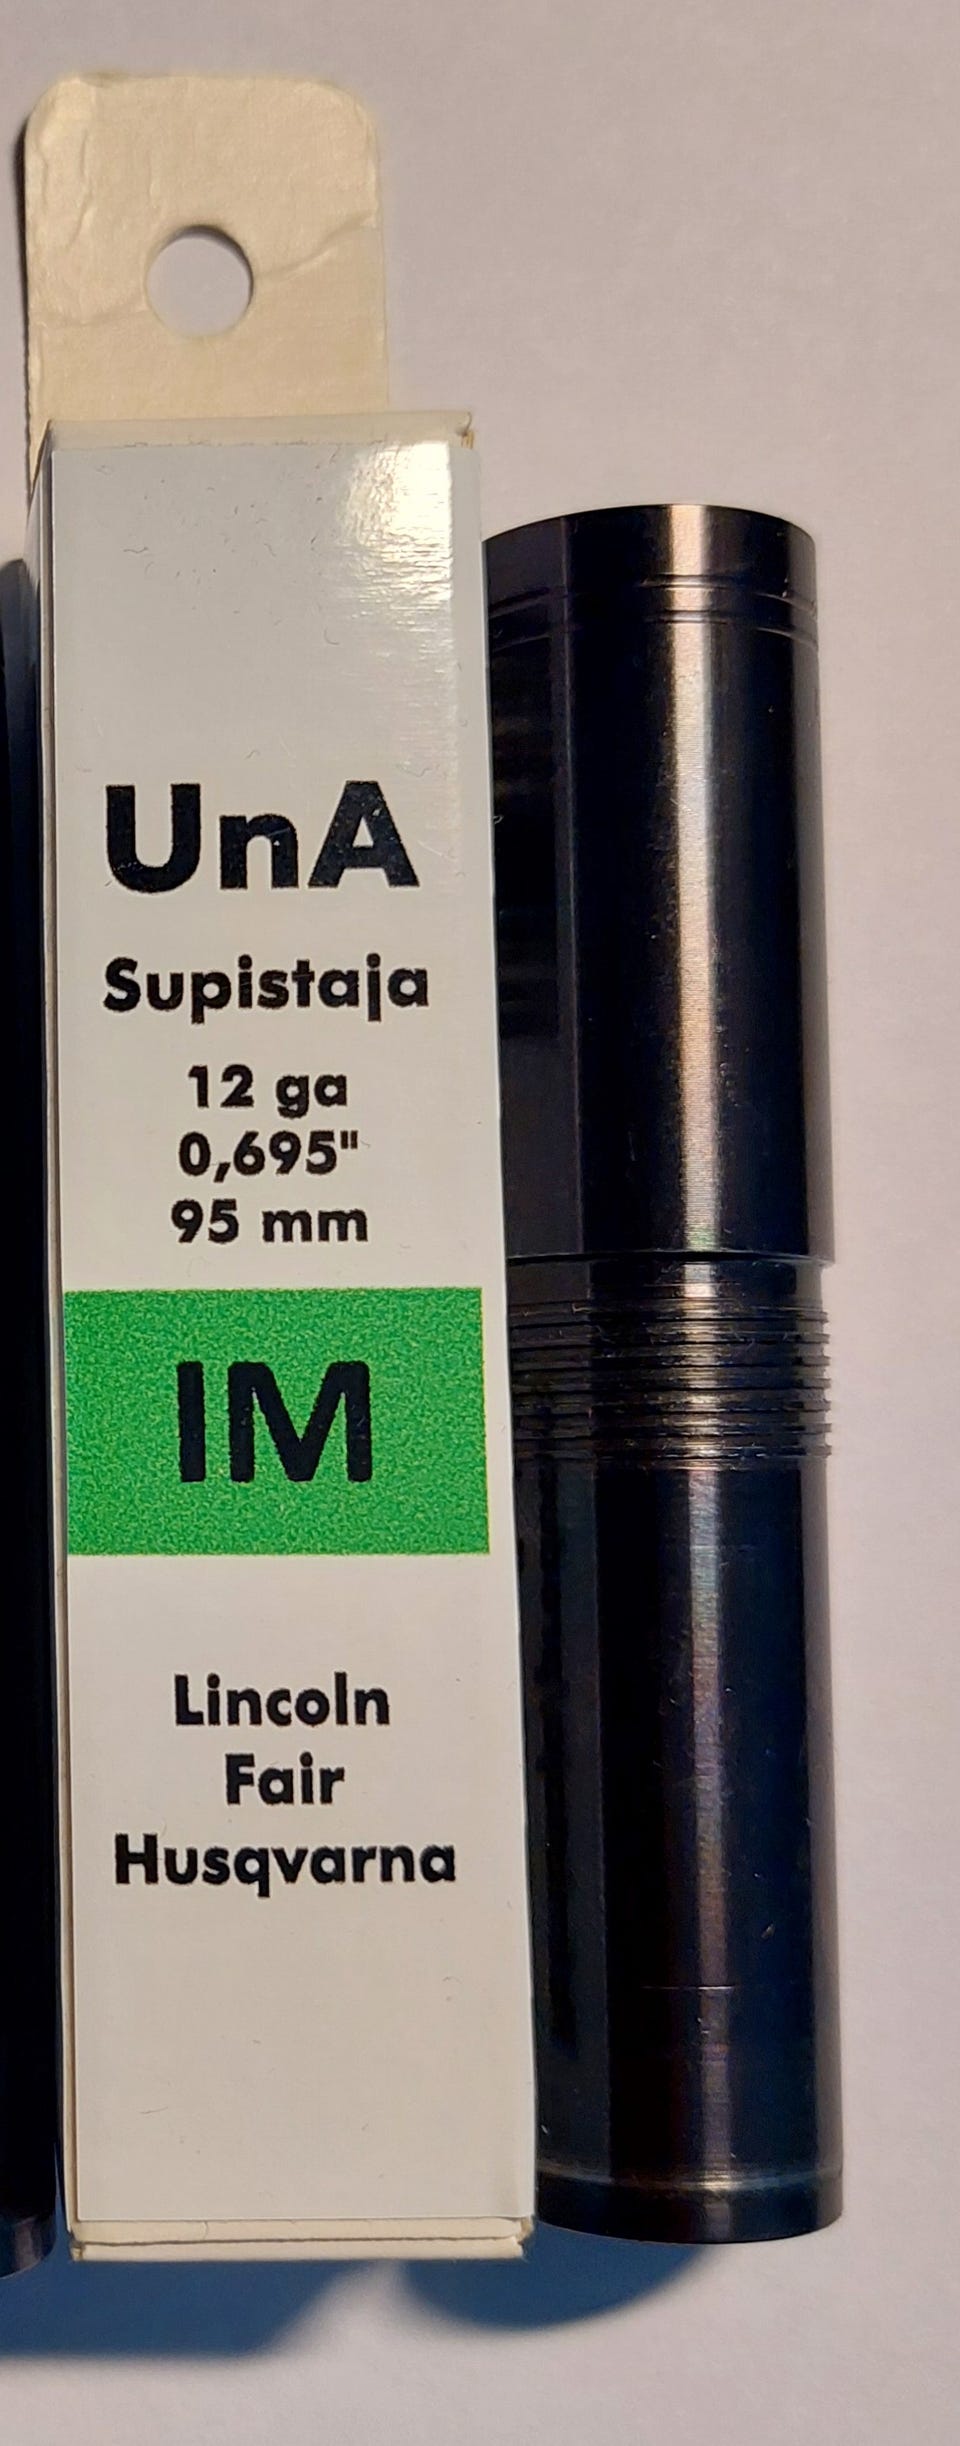 UnA
Supistaja
12 ga
0,695"
95 mm
IM
Lincoln
Fair
Husqvarna